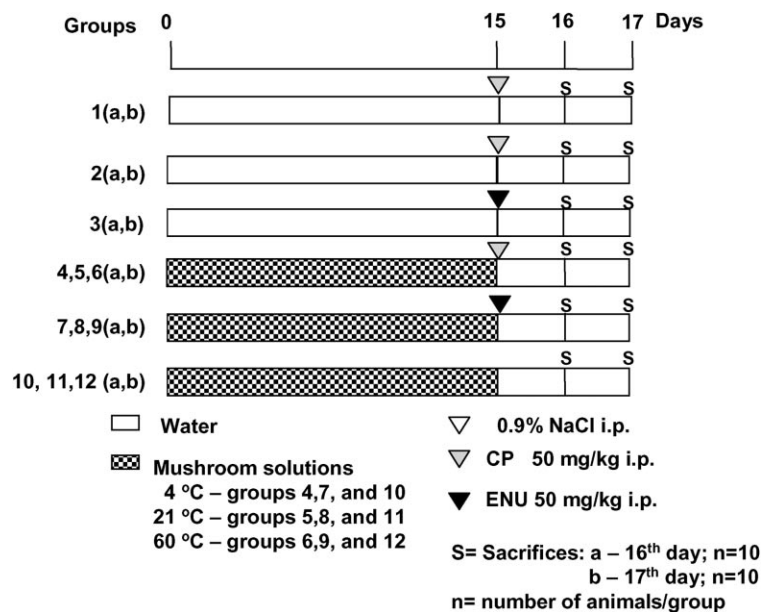 Groups 0 15 16 17 Days
S S
1(a,b)
S S
2(a,b)
S S
3(a,b)
S S
4,5,6(a,b)
S S
7,8,9(a,b)
S S
10, 11,12 (a,b)
Water
Mushroom solutions
4 ºC – groups 4,7, and 10
21 ºC – groups 5,8, and 11
60 ºC – groups 6,9, and 12
0.9% NaCl i.p.
CP 50 mg/kg i.p.
ENU 50 mg/kg i.p.
S= Sacrifices: a – 16th day; n=10
b – 17th day; n=10
n= number of animals/group